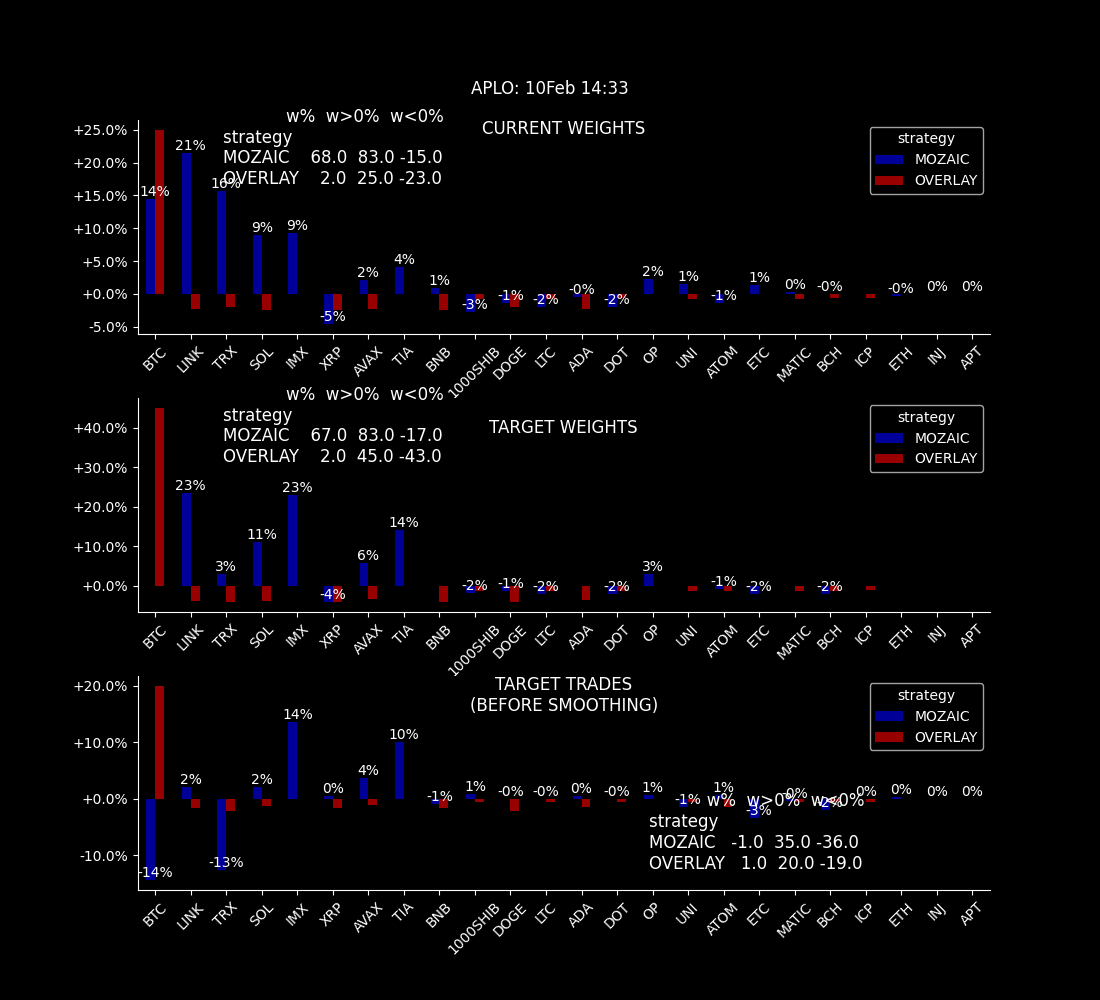 APLO: 10Feb 14:33
CURRENT WEIGHTS
w%  w>0%  w<0%
strategy
MOZAIC    68.0  83.0 -15.0
OVERLAY    2.0  25.0 -23.0
strategy
MOZAIC
OVERLAY
+25.0%
+20.0%
+15.0%
+10.0%
+5.0%
+0.0%
-5.0%
14% 21% 16% 9% 9% -5% 2% 4% 1% -3% -1% -2% -0% -2% 2% 1% -1% 1% 0% -0% -0% 0% 0%
BTC LINK TRX SOL IMX XRP AVAX TIA BNB 1000SHIB DOGE LTC ADA DOT OP UNI ATOM ETC MATIC BCH ICP ETH INJ APT
TARGET WEIGHTS
w%  w>0%  w<0%
strategy
MOZAIC    67.0  83.0 -17.0
OVERLAY    2.0  45.0 -43.0
strategy
MOZAIC
OVERLAY
+40.0%
+30.0%
+20.0%
+10.0%
+0.0%
23% 3% 11% 23% -4% 6% 14% -2% -1% -2% -2% 3% -1% -2% -2%
BTC LINK TRX SOL IMX XRP AVAX TIA BNB 1000SHIB DOGE LTC ADA DOT OP UNI ATOM ETC MATIC BCH ICP ETH INJ APT
TARGET TRADES
(BEFORE SMOOTHING)
strategy
MOZAIC
OVERLAY
+20.0%
+10.0%
+0.0%
-10.0%
-14% 2% -13% 2% 14% 0% 4% 10% -1% 1% -0% -0% 0% -0% 1% -1% 1% -3% -0% -2% 0% 0% 0% 0%
w%  w>0%  w<0%
strategy
MOZAIC   -1.0  35.0 -36.0
OVERLAY   1.0  20.0 -19.0
BTC LINK TRX SOL IMX XRP AVAX TIA BNB 1000SHIB DOGE LTC ADA DOT OP UNI ATOM ETC MATIC BCH ICP ETH INJ APT